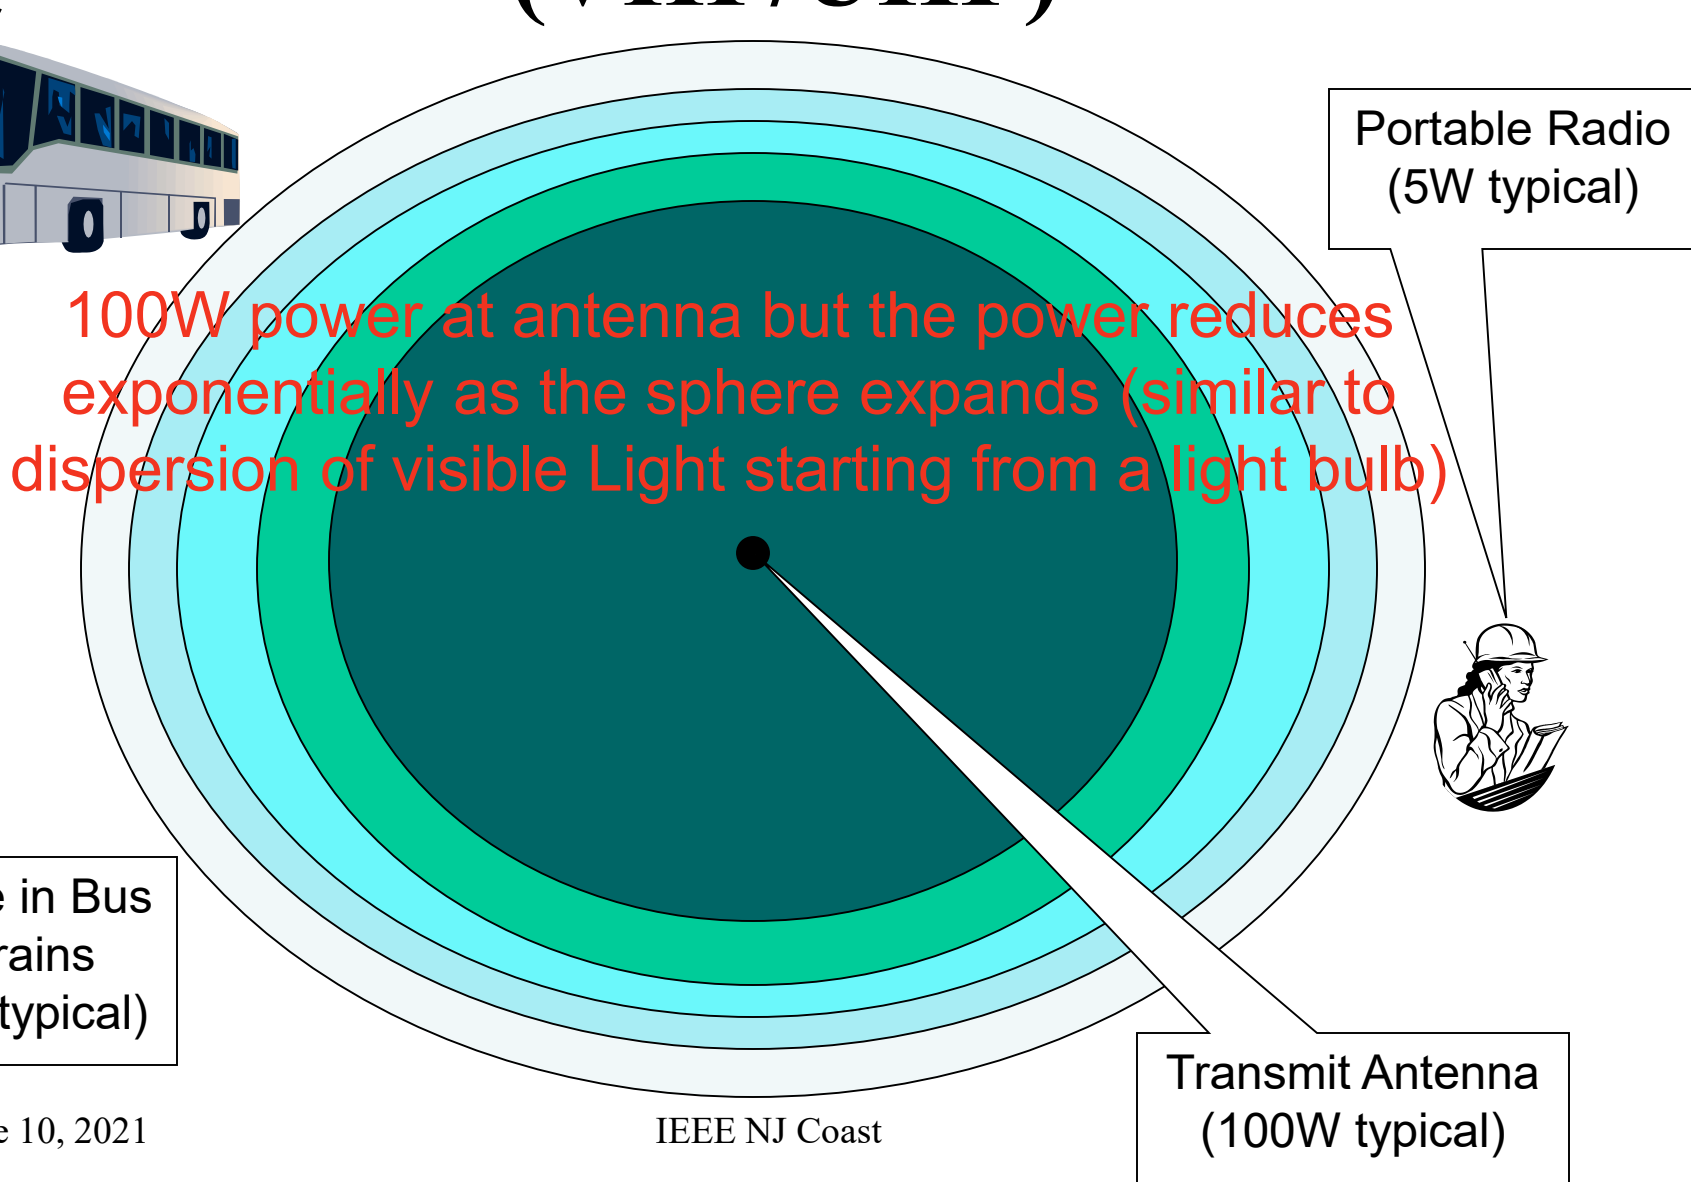 Portable Radio
(5W typical)
100W power at antenna but the power reduces
exponentially as the sphere expands (similar to
dispersion of visible Light starting from a light bulb)
in Bus
typical)
Transmit Antenna
(100W typical)
10, 2021
IEEE NJ Coast